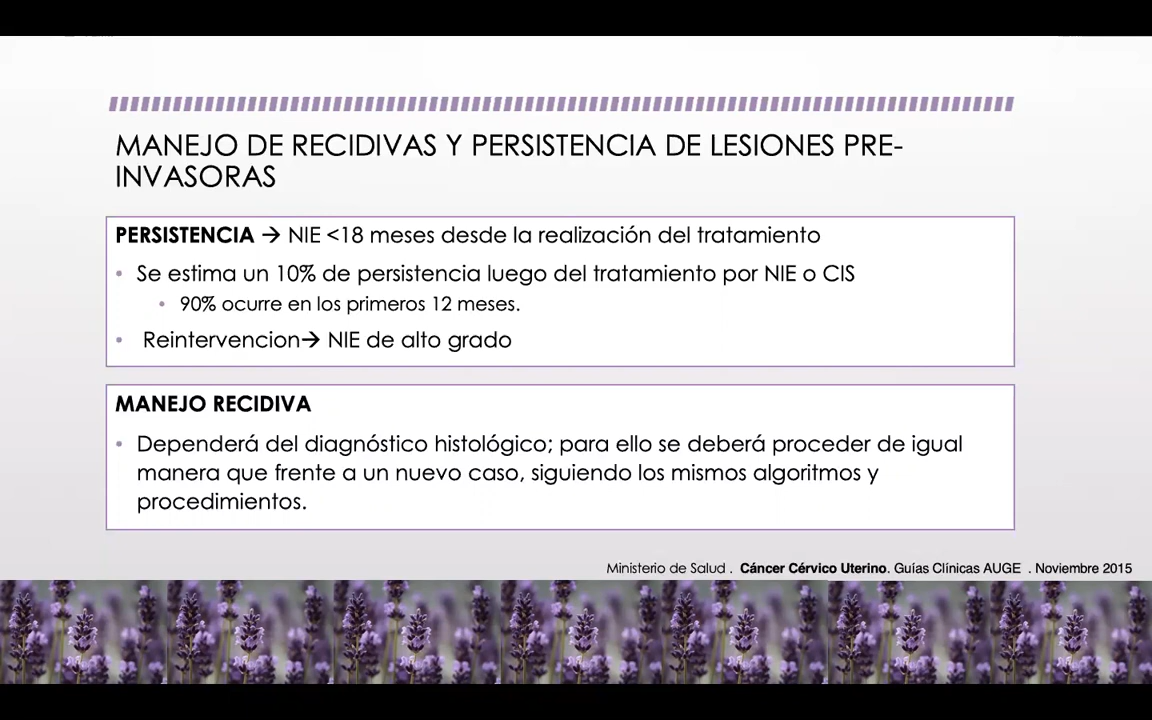 MANEJO DE RECIDIVAS Y PERSISTENCIA DE LESIONES PRE-
INVASORAS
PERSISTENCIA → NIE <18 meses desde la realización del tratamiento
• Se estima un 10% de persistencia luego del tratamiento por NIE o CIS
• 90% ocurre en los primeros 12 meses.
• Reintervencion→ NIE de alto grado
MANEJO RECIDIVA
• Dependerá del diagnóstico histológico; para ello se deberá proceder de igual
manera que frente a un nuevo caso, siguiendo los mismos algoritmos y
procedimientos.
Ministerio de Salud . Cáncer Cérvico Uterino. Guías Clínicas AUGE . Noviembre 2015